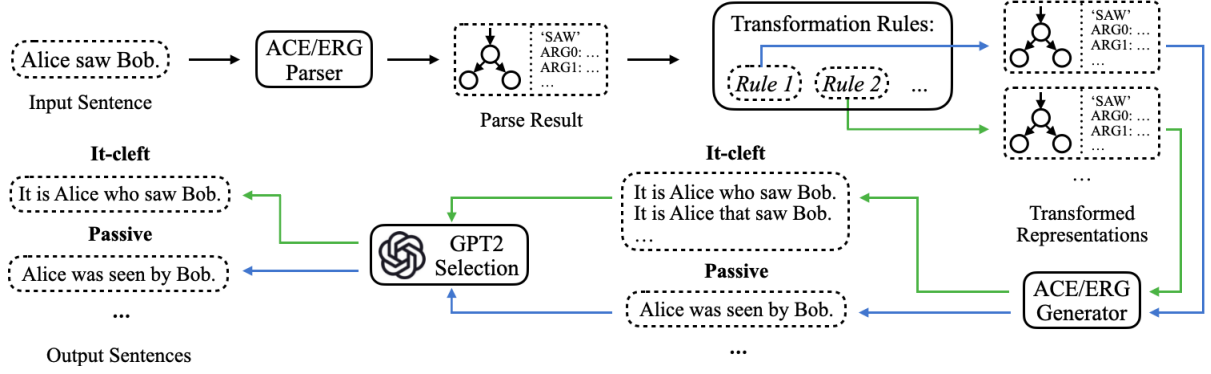 Alice saw Bob.
Input Sentence
ACE/ERG
Parser
‘SAW’
ARG0: ...
ARG1: ...
...
Parse Result
Transformation Rules:
Rule 1
Rule 2
...
‘SAW’
ARG0: ...
ARG1: ...
...
‘SAW’
ARG0: ...
ARG1: ...
...
...
Transformed
Representations
ACE/ERG
Generator
It-cleft
It is Alice who saw Bob.
It is Alice that saw Bob.
...
Passive
Alice was seen by Bob.
...
GPT2
Selection
It-cleft
It is Alice who saw Bob.
Passive
Alice was seen by Bob.
...
Output Sentences